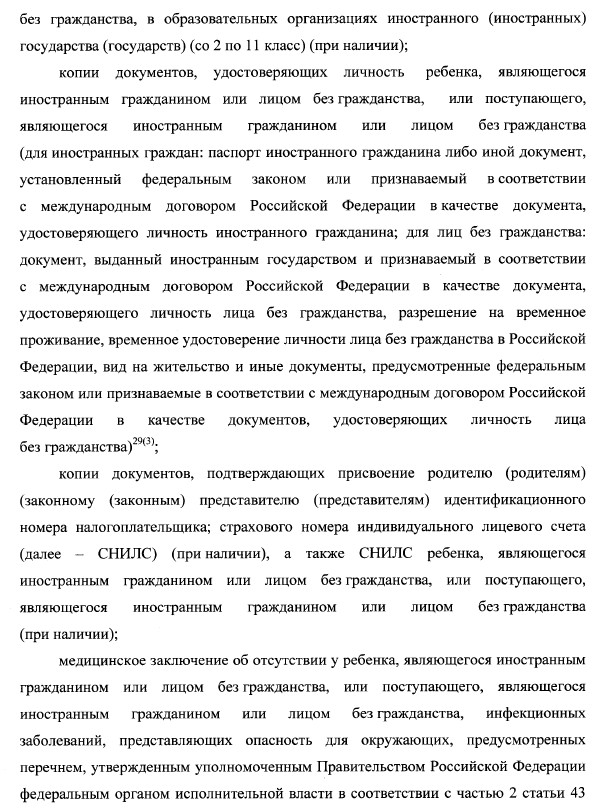 без гражданства, в образовательных организациях иностранного (иностранных)
государства (государств) (со 2 по 11 класс) (при наличии);
копии документов, удостоверяющих личность ребенка, являющегося
иностранным гражданином или лицом без гражданства, или поступающего,
являющегося иностранным гражданином или лицом без гражданства
(для иностранных граждан: паспорт иностранного гражданина либо иной документ,
установленный федеральным законом или признаваемый в соответствии
с международным договором Российской Федерации в качестве документа,
удостоверяющего личность иностранного гражданина; для лиц без гражданства:
документ, выданный иностранным государством и признаваемый в соответствии
с международным договором Российской Федерации в качестве документа,
удостоверяющего личность лица без гражданства, разрешение на временное
проживание, временное удостоверение личности лица без гражданства в Российской
Федерации, вид на жительство и иные документы, предусмотренные федеральным
законом или признаваемые в соответствии с международным договором Российской
Федерации в качестве документов, удостоверяющих личность лица
без гражданства)29(3);
копии документов, подтверждающих присвоение родителю (родителям)
(законному (законным) представителю (представителям) идентификационного
номера налогоплательщика; страхового номера индивидуального лицевого счета
(далее – СНИЛС) (при наличии), а также СНИЛС ребенка, являющегося
иностранным гражданином или лицом без гражданства, или поступающего,
являющегося иностранным гражданином или лицом без гражданства
(при наличии);
медицинское заключение об отсутствии у ребенка, являющегося иностранным
гражданином или лицом без гражданства, или поступающего, являющегося
иностранным гражданином или лицом без гражданства, инфекционных
заболеваний, представляющих опасность для окружающих, предусмотренных
перечнем, утвержденным уполномоченным Правительством Российской Федерации
федеральным органом исполнительной власти в соответствии с частью 2 статьи 43